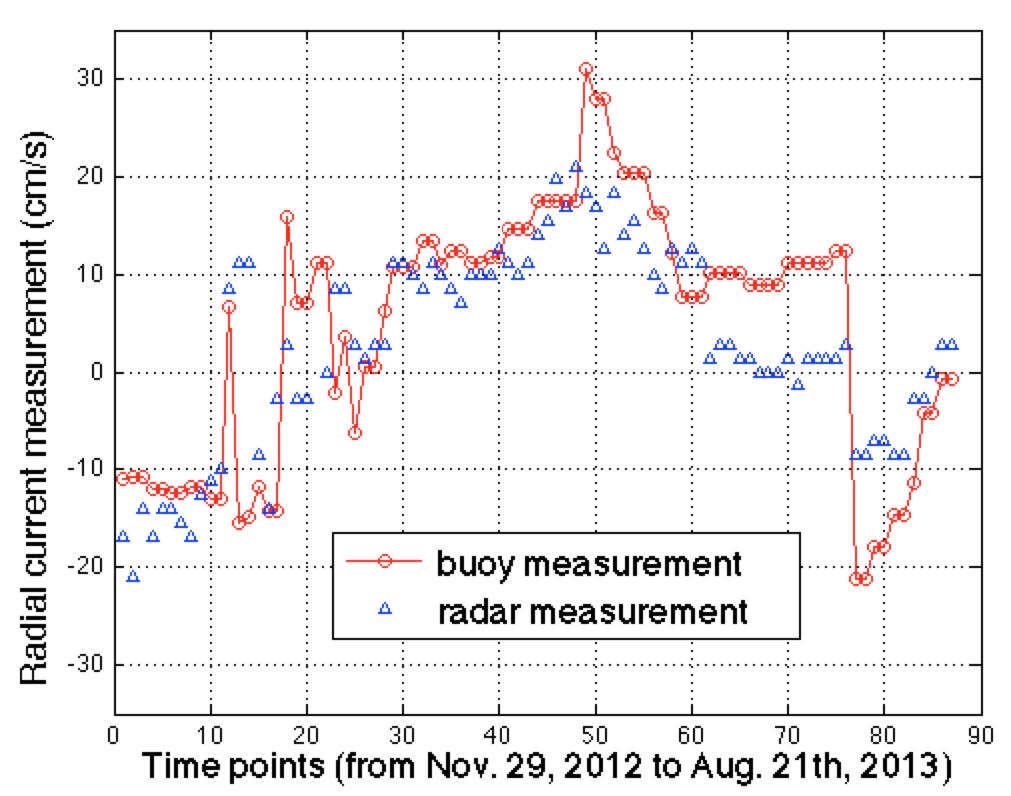 Radial current measurement (cm/s)
30
20
10
0
-10
-20
-30
buoy measurement
radar measurement
0 10 20 30 40 50 60 70 80 90
Time points (from Nov. 29, 2012 to Aug. 21th, 2013)